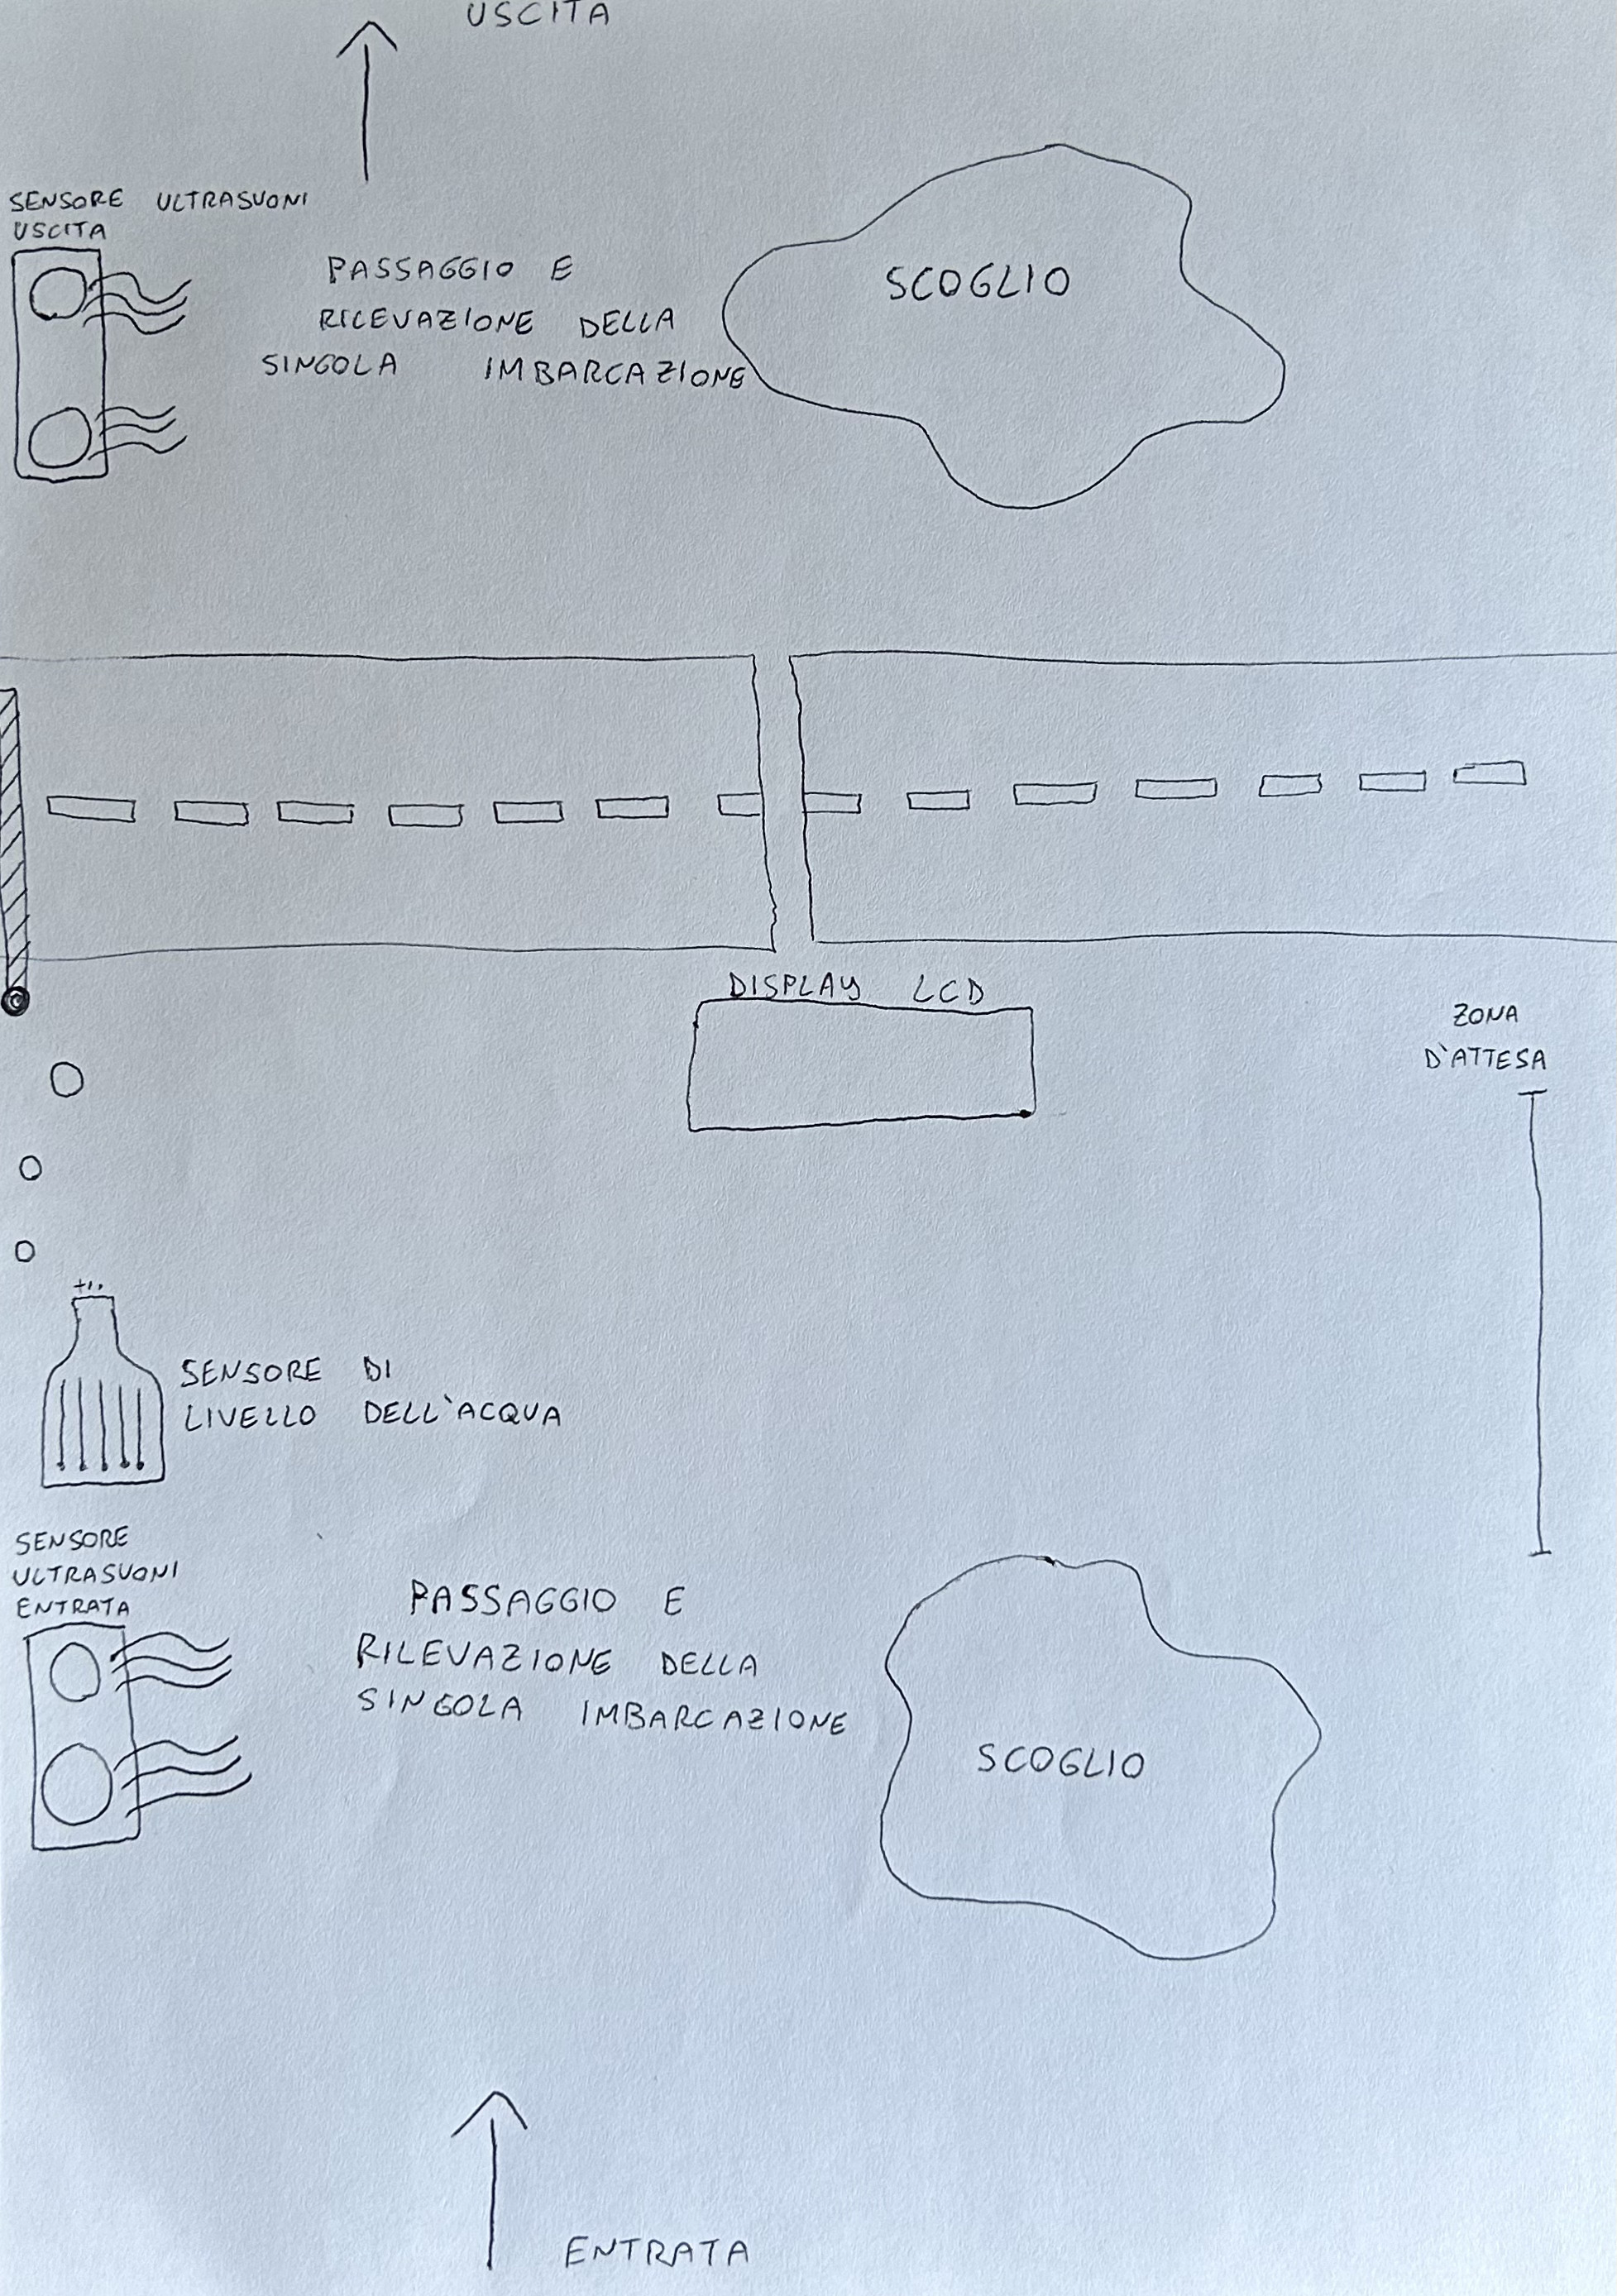 USCITA
SENSORE ULTRASUONI
USCITA
PASSAGGIO E
RILEVAZIONE DELLA
SINGOLA IMBARCAZIONE
SCOGLIO
DISPLAY LCD
ZONA
D'ATTESA
SENSORE DI
LIVELLO DELL'ACQUA
SENSORE
ULTRASUONI
ENTRATA
PASSAGGIO E
RILEVAZIONE DELLA
SINGOLA IMBARCAZIONE
SCOGLIO
ENTRATA